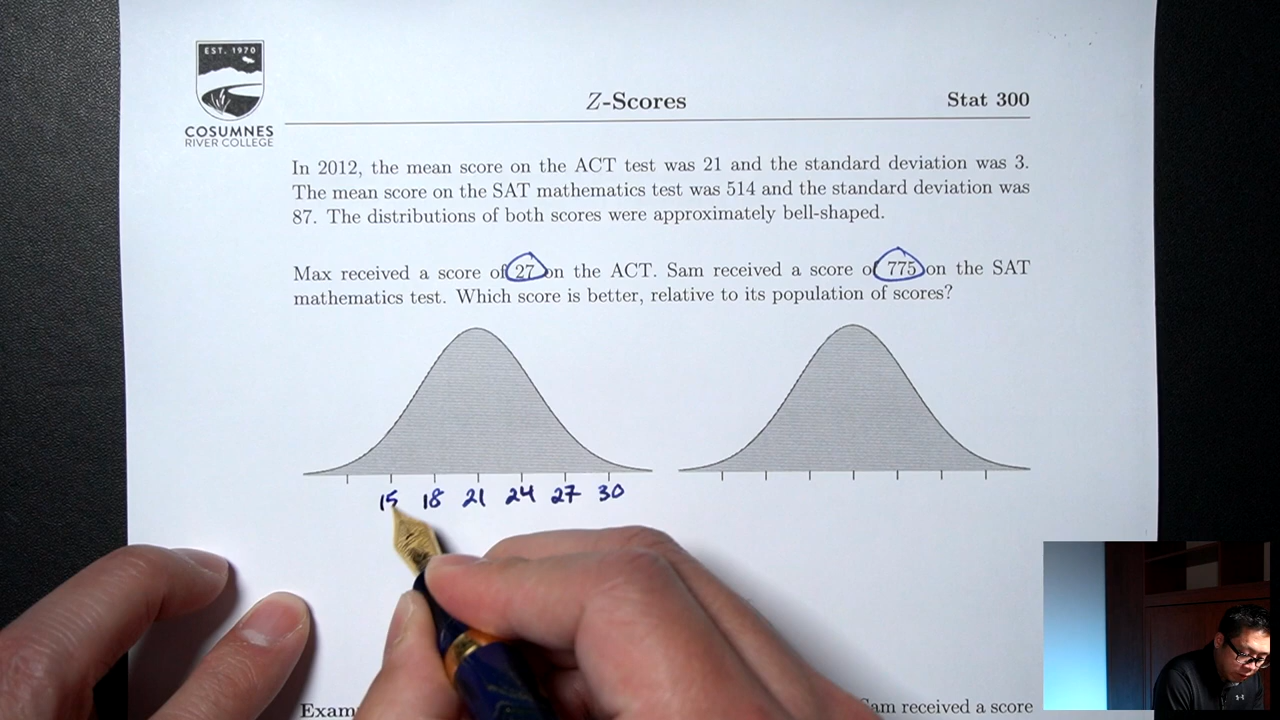 EST. 1970
COSUMNES
RIVER COLLEGE
Z-Scores
Stat 300
In 2012, the mean score on the ACT test was 21 and the standard deviation was 3.
The mean score on the SAT mathematics test was 514 and the standard deviation was
87. The distributions of both scores were approximately bell-shaped.
Max received a score of 27 on the ACT. Sam received a score of 775 on the SAT
mathematics test. Which score is better, relative to its population of scores?
15 18 21 24 27 30
Exam
am received a score